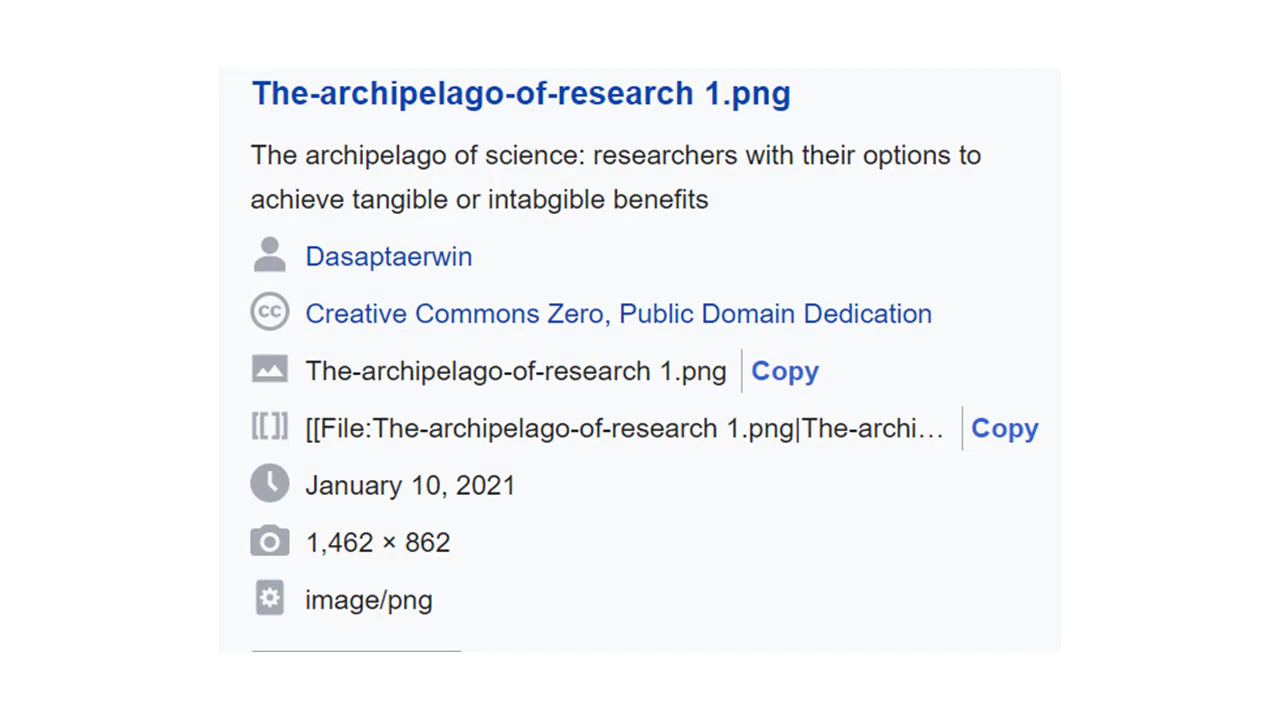 The-archipelago-of-research 1.png
The archipelago of science: researchers with their options to
achieve tangible or intabgible benefits
Dasaptaerwin
cc Creative Commons Zero, Public Domain Dedication
The-archipelago-of-research 1.png Copy
[[]] [[File:The-archipelago-of-research 1.png|The-archi… Copy
January 10, 2021
1,462 × 862
image/png